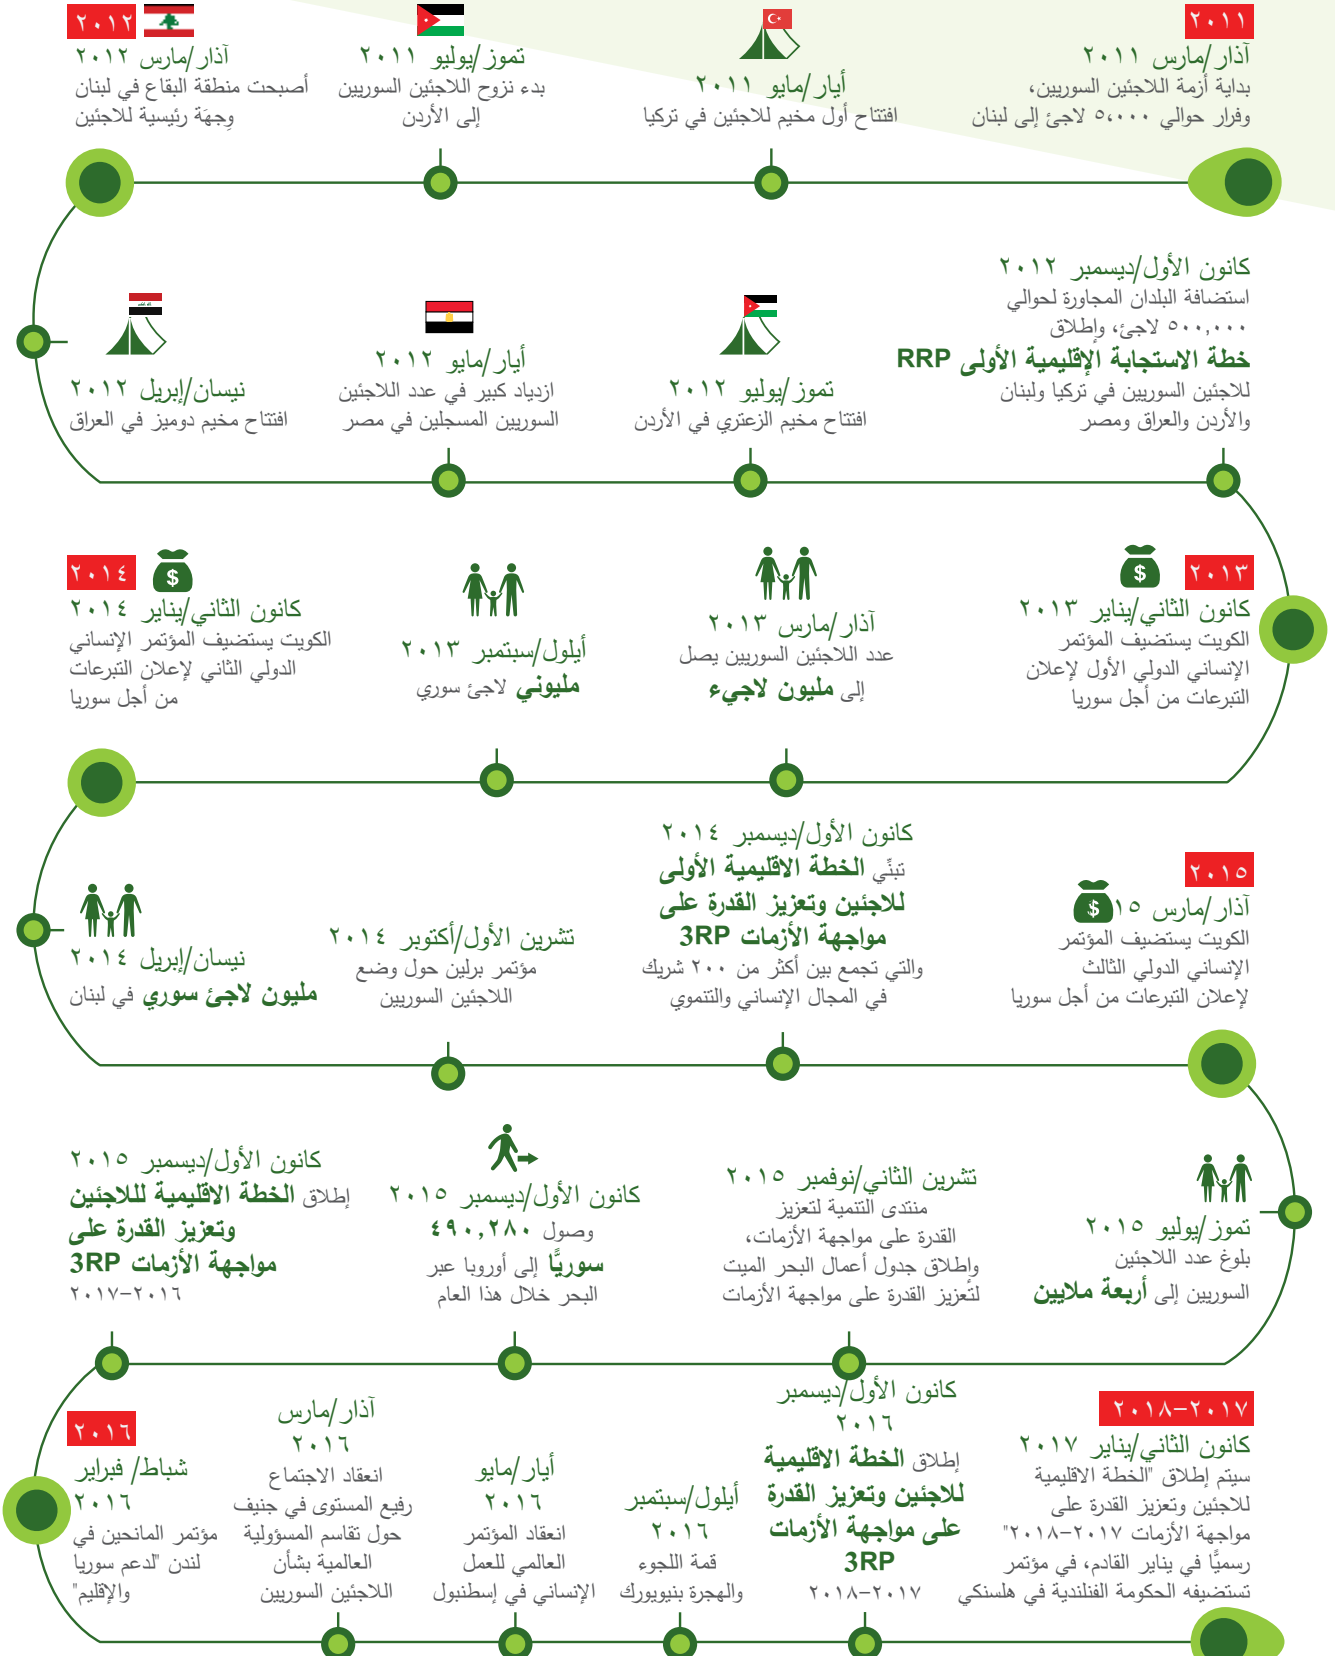 ٢٠١١
آذار/مارس ٢٠١١
بداية أزمة اللاجئين السوريين،
وفرار حوالي ٥،٠٠٠ لاجئ إلى لبنان
أيار/مايو ٢٠١١
افتتاح أول مخيم للاجئين في تركيا
تموز/يوليو ٢٠١١
بدء نزوح اللاجئين السوريين
إلى الأردن
٢٠١٢
آذار/مارس ٢٠١٢
أصبحت منطقة البقاع في لبنان
وِجهَة رئيسية للاجئين
نيسان/إبريل ٢٠١٢
افتتاح مخيم دوميز في العراق
أيار/مايو ٢٠١٢
ازدياد كبير في عدد اللاجئين
السوريين المسجلين في مصر
تموز/يوليو ٢٠١٢
افتتاح مخيم الزعتري في الأردن
كانون الأول/ديسمبر ٢٠١٢
استضافة البلدان المجاورة لحوالي
٥٠٠,٠٠٠ لاجئ، وإطلاق
خطة الاستجابة الإقليمية الأولى RRP
للاجئين السوريين في تركيا ولبنان
والأردن والعراق ومصر
٢٠١٣
$
كانون الثاني/يناير ٢٠١٣
الكويت يستضيف المؤتمر
الإنساني الدولي الأول لإعلان
التبرعات من أجل سوريا
آذار/مارس ٢٠١٣
عدد اللاجئين السوريين يصل
إلى مليون لاجيء
أيلول/سبتمبر ٢٠١٣
مليوني لاجئ سوري
٢٠١٤
$
كانون الثاني/يناير ٢٠١٤
الكويت يستضيف المؤتمر الإنساني
الدولي الثاني لإعلان التبرعات
من أجل سوريا
نيسان/إبريل ٢٠١٤
مليون لاجئ سوري في لبنان
تشرين الأول/أكتوبر ٢٠١٤
مؤتمر برلين حول وضع
اللاجئين السوريين
كانون الأول/ديسمبر ٢٠١٤
تبنّي الخطة الاقليمية الأولى
للاجئين وتعزيز القدرة على
مواجهة الأزمات 3RP
والتي تجمع بين أكثر من ٢٠٠ شريك
في المجال الإنساني والتنموي
٢٠١٥
$
آذار/مارس ١٥
الكويت يستضيف المؤتمر
الإنساني الدولي الثالث
لإعلان التبرعات من أجل سوريا
تموز/يوليو ٢٠١٥
بلوغ عدد اللاجئين
السوريين إلى أربعة ملايين
تشرين الثاني/نوفمبر ٢٠١٥
منتدى التنمية لتعزيز
القدرة على مواجهة الأزمات،
وإطلاق جدول أعمال البحر الميت
لتعزيز القدرة على مواجهة الأزمات
كانون الأول/ديسمبر ٢٠١٥
وصول ٤٩٠,٢٨٠
سوريًّا إلى أوروبا عبر
البحر خلال هذا العام
كانون الأول/ديسمبر ٢٠١٥
إطلاق الخطة الاقليمية لللاجئين
وتعزيز القدرة على
مواجهة الأزمات 3RP
٢٠١٦-٢٠١٧
٢٠١٦
شباط/ فبراير
٢٠١٦
مؤتمر المانحين في
لندن "لدعم سوريا
والإقليم"
آذار/مارس
٢٠١٦
انعقاد الاجتماع
رفيع المستوى في جنيف
حول تقاسم المسؤولية
العالمية بشأن
اللاجئين السوريين
أيار/مايو
٢٠١٦
انعقاد المؤتمر
العالمي للعمل
الإنساني في إسطنبول
أيلول/سبتمبر
٢٠١٦
قمة اللجوء
والهجرة بنيويورك
كانون الأول/ديسمبر
٢٠١٦
إطلاق الخطة الاقليمية
للاجئين وتعزيز القدرة
على مواجهة الأزمات
3RP
٢٠١٧-٢٠١٨
٢٠١٧-٢٠١٨
كانون الثاني/يناير ٢٠١٧
سيتم إطلاق "الخطة الاقليمية
للاجئين وتعزيز القدرة على
مواجهة الأزمات ٢٠١٧-٢٠١٨"
رسميًّا في يناير القادم، في مؤتمر
تستضيفه الحكومة الفنلندية في هلسنكي